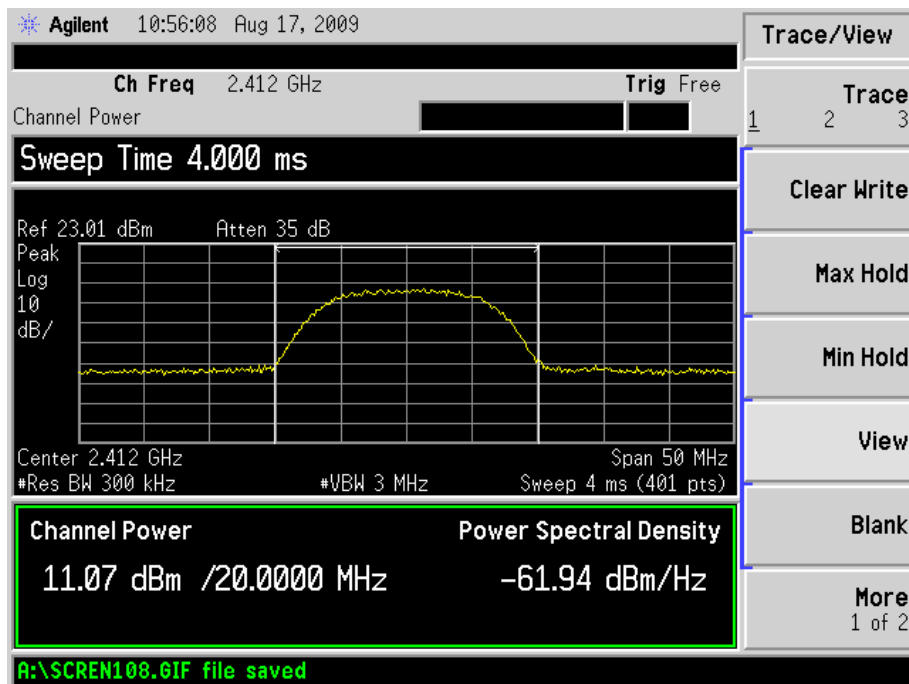 Agilent 10:56:08 Aug 17, 2009
Trace/View
Ch Freq 2.412 GHz
Trig Free
Channel Power
Trace
1 2 3
Sweep Time 4.000 ms
Clear Write
Ref 23.01 dBm Atten 35 dB
Peak
Log
10
dB/
Max Hold
Min Hold
View
Center 2.412 GHz
Span 50 MHz
#Res BW 300 kHz #VBW 3 MHz Sweep 4 ms (401 pts)
Channel Power
Power Spectral Density
Blank
11.07 dBm /20.0000 MHz
-61.94 dBm/Hz
More
1 of 2
A:\SCREN108.GIF file saved